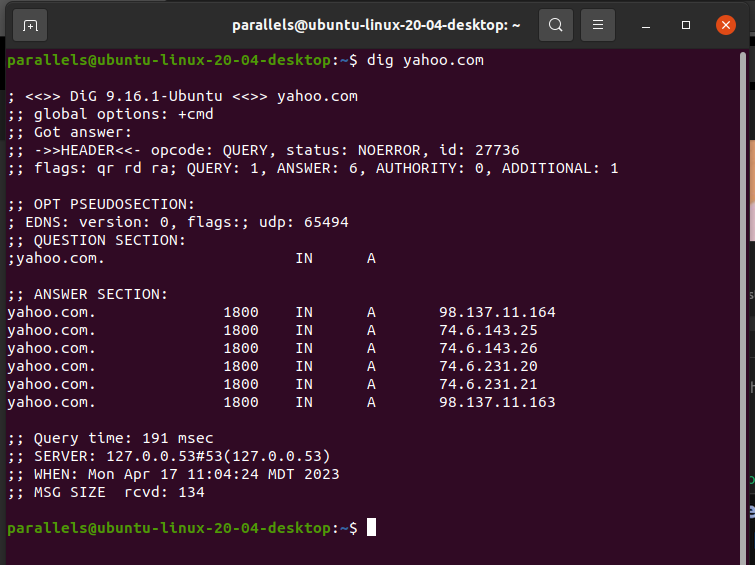 parallels@ubuntu-linux-20-04-desktop: ~
parallels@ubuntu-linux-20-04-desktop:~$ dig yahoo.com
; <<>> DiG 9.16.1-Ubuntu <<>> yahoo.com
;; global options: +cmd
;; Got answer:
;; ->>HEADER<<- opcode: QUERY, status: NOERROR, id: 27736
;; flags: qr rd ra; QUERY: 1, ANSWER: 6, AUTHORITY: 0, ADDITIONAL: 1
;; OPT PSEUDOSECTION:
; EDNS: version: 0, flags:; udp: 65494
;; QUESTION SECTION:
;yahoo.com. IN A
;; ANSWER SECTION:
yahoo.com. 1800 IN A 98.137.11.164
yahoo.com. 1800 IN A 74.6.143.25
yahoo.com. 1800 IN A 74.6.143.26
yahoo.com. 1800 IN A 74.6.231.20
yahoo.com. 1800 IN A 74.6.231.21
yahoo.com. 1800 IN A 98.137.11.163
;; Query time: 191 msec
;; SERVER: 127.0.0.53#53(127.0.0.53)
;; WHEN: Mon Apr 17 11:04:24 MDT 2023
;; MSG SIZE rcvd: 134
parallels@ubuntu-linux-20-04-desktop:~$